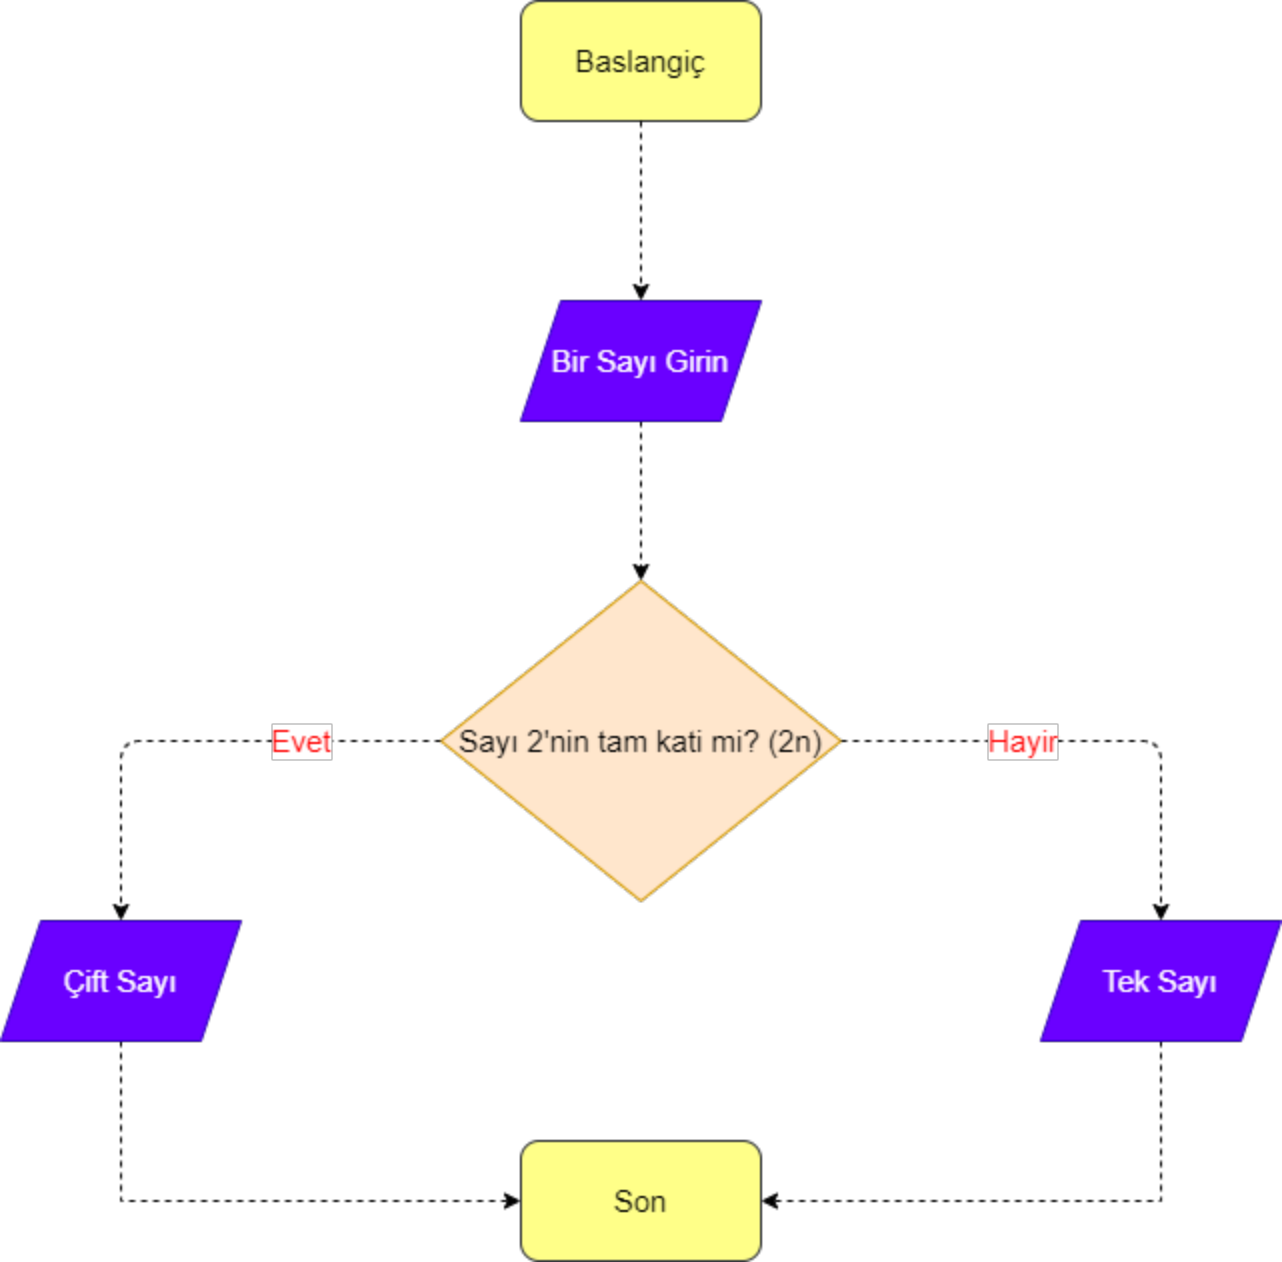 Baslangiç
Bir Sayı Girin
Sayı 2'nin tam kati mi? (2n)
Evet
Hayir
Çift Sayı
Tek Sayı
Son